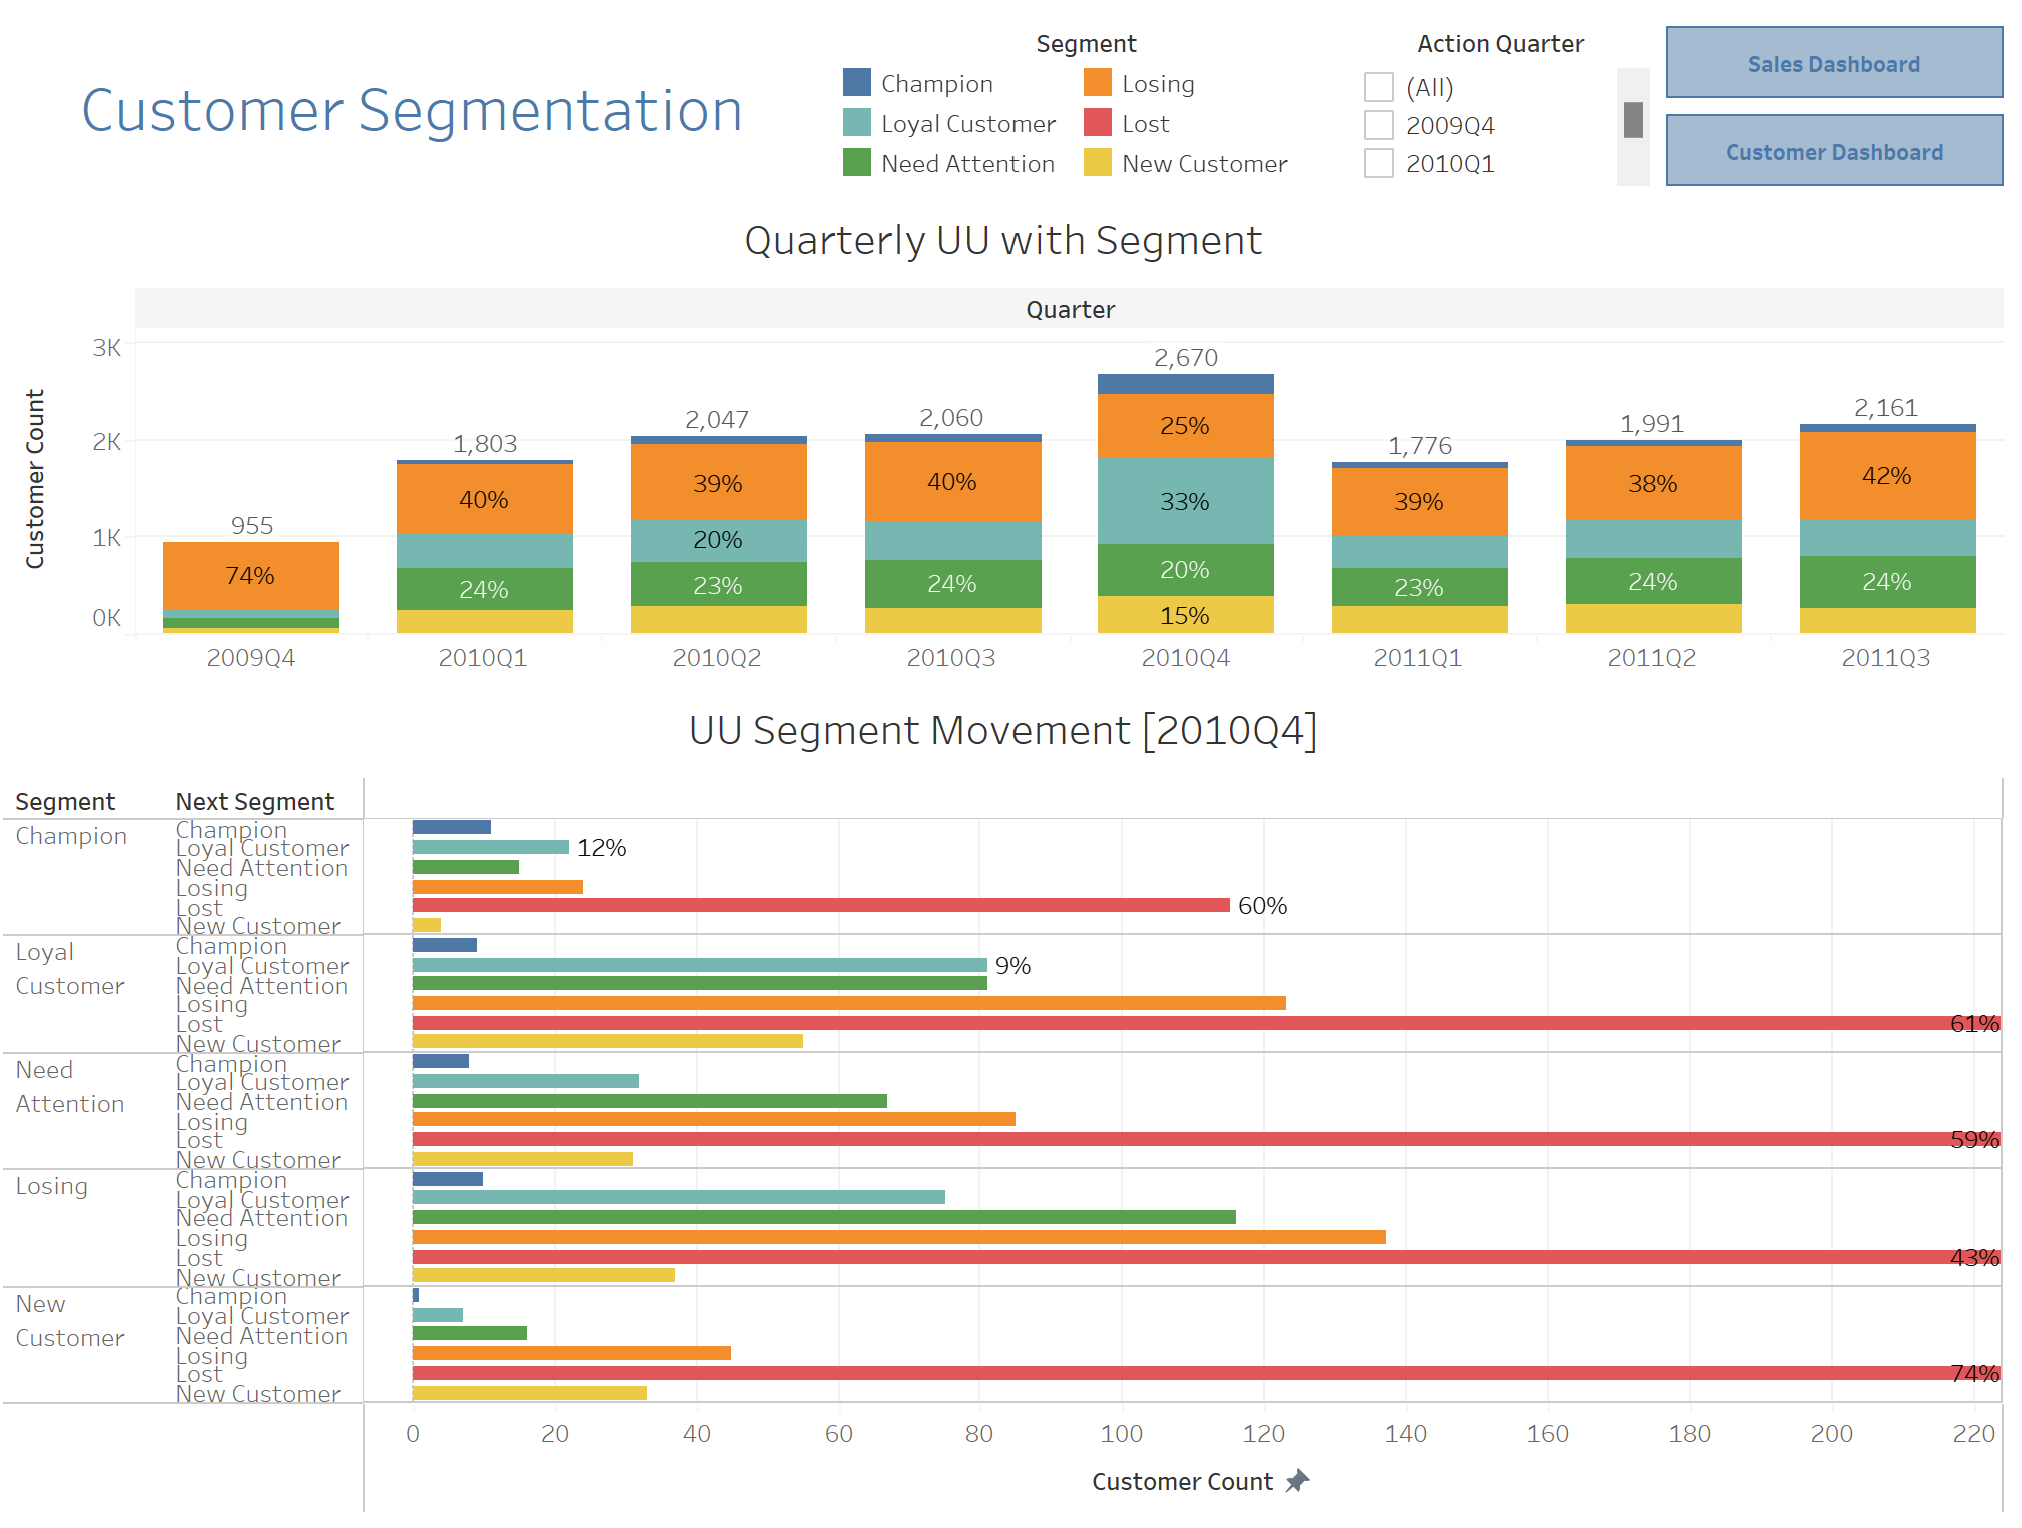 Customer Segmentation
Segment
Champion
Loyal Customer
Need Attention
Losing
Lost
New Customer
Action Quarter
(All)
2009Q4
2010Q1
Sales Dashboard
Customer Dashboard
Quarterly UU with Segment
Quarter
Customer Count
3K
2K
1K
0K
955
74%
1,803
40%
24%
2,047
39%
20%
23%
2,060
40%
24%
2,670
25%
33%
20%
15%
1,776
39%
23%
1,991
38%
24%
2,161
42%
24%
2009Q4 2010Q1 2010Q2 2010Q3 2010Q4 2011Q1 2011Q2 2011Q3
UU Segment Movement [2010Q4]
Segment Next Segment
Champion
Champion
Loyal Customer 12%
Need Attention
Losing
Lost 60%
New Customer
Loyal
Customer
Champion
Loyal Customer 9%
Need Attention
Losing
Lost 61%
New Customer
Need
Attention
Champion
Loyal Customer
Need Attention
Losing
Lost 59%
New Customer
Losing
Champion
Loyal Customer
Need Attention
Losing
Lost 43%
New Customer
New
Customer
Champion
Loyal Customer
Need Attention
Losing
Lost 74%
New Customer
0 20 40 60 80 100 120 140 160 180 200 220
Customer Count